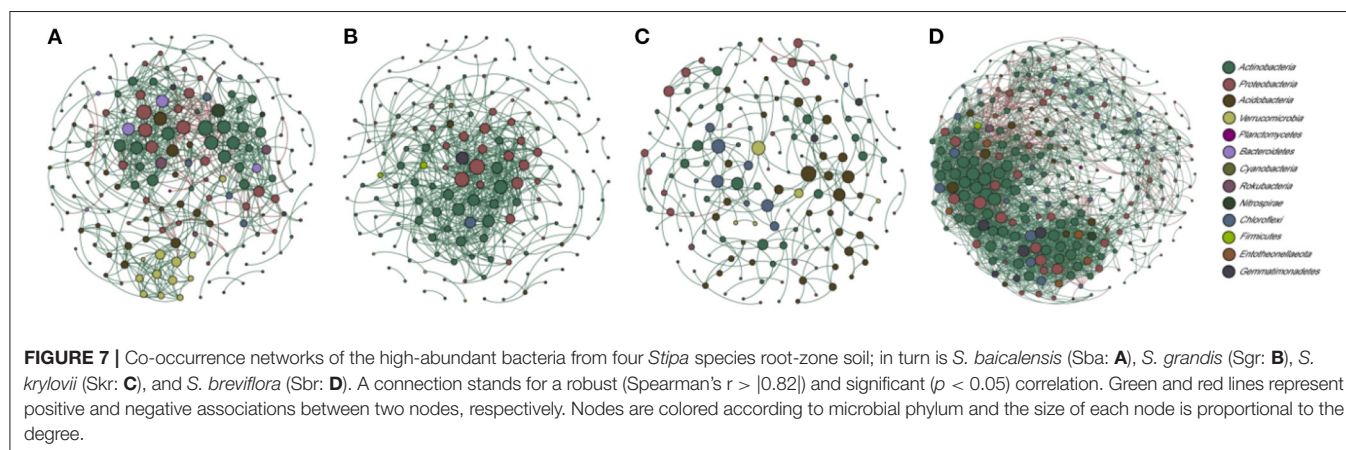 A
B
C
D
Actinobacteria
Proteobacteria
Acidobacteria
Verrucomicrobia
Planctomycetes
Bacteroidetes
Cyanobacteria
Rokubacteria
Nitrospirae
Chloroflexi
Firmicutes
Entotheonellaeota
Gemmatimonadetes
FIGURE 7 | Co-occurrence networks of the high-abundant bacteria from four Stipa species root-zone soil; in turn is S. baicalensis (Sba: A), S. grandis (Sgr: B), S.
krylovii (Skr: C), and S. breviflora (Sbr: D). A connection stands for a robust (Spearman's r > |0.82|) and significant (p < 0.05) correlation. Green and red lines represent
positive and negative associations between two nodes, respectively. Nodes are colored according to microbial phylum and the size of each node is proportional to the
degree.